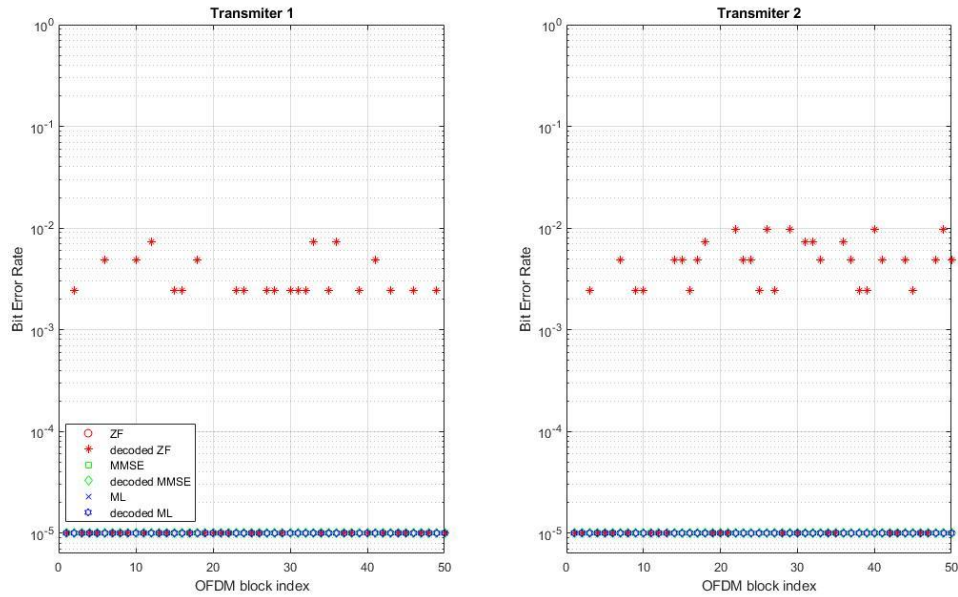 Transmiter 1
10^0
10^-1
10^-2
10^-3
10^-4
10^-5
Bit Error Rate
0 10 20 30 40 50
OFDM block index
ZF
decoded ZF
MMSE
decoded MMSE
ML
decoded ML
Transmiter 2
10^0
10^-1
10^-2
10^-3
10^-4
10^-5
Bit Error Rate
0 10 20 30 40 50
OFDM block index